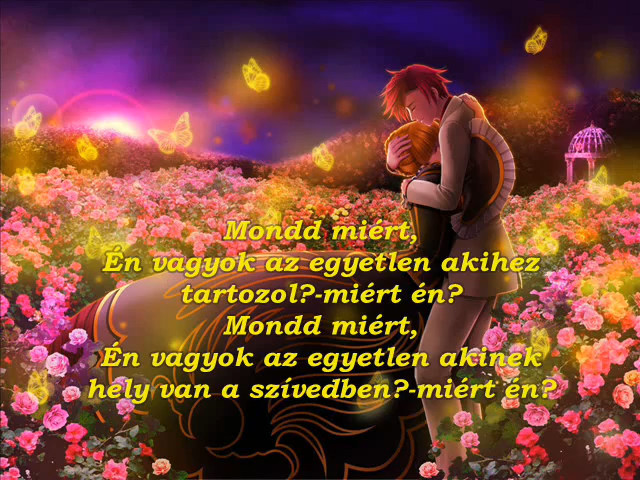 Mondd miért,
Én vagyok az egyetlen akihez
tartozol?-miért én?
Mondd miért,
Én vagyok az egyetlen akinek
hely van a szívedben?-miért én?